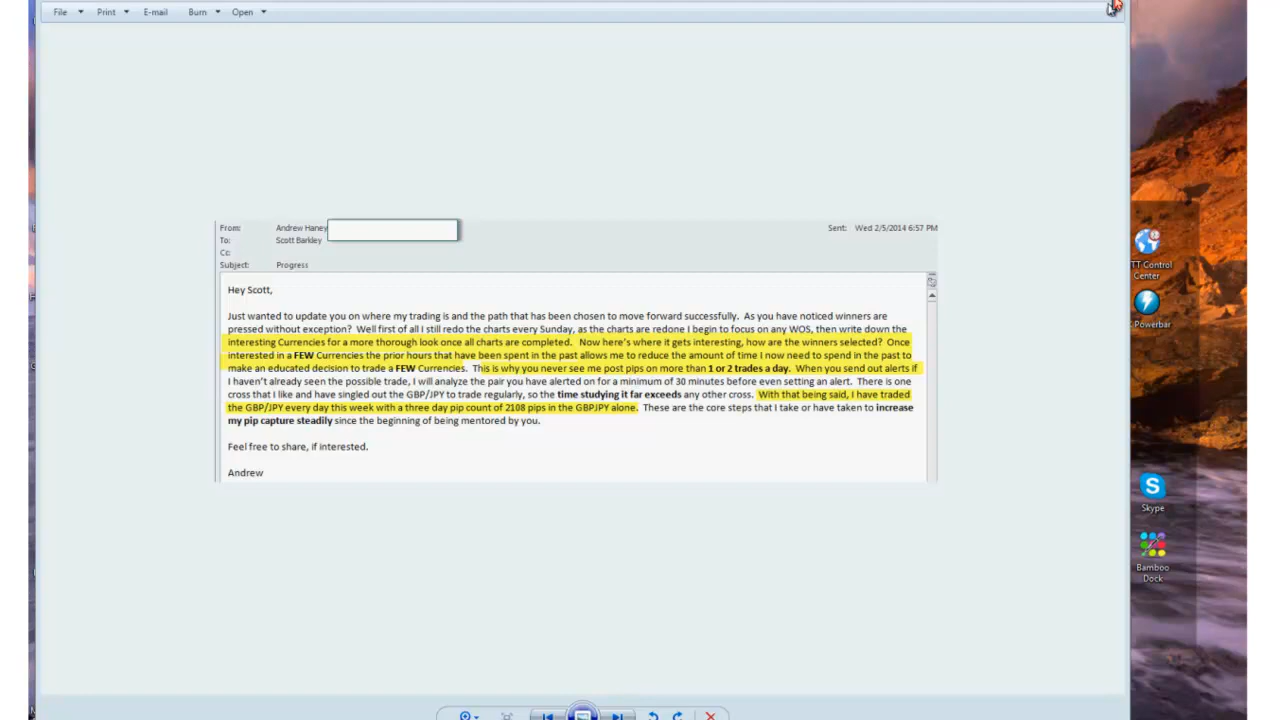 File Print E-mail Burn Open
From: Andrew Haney Sent: Wed 2/5/2014 6:57 PM
To: Scott Barkley
Cc:
Subject: Progress
Hey Scott,
Just wanted to update you on where my trading is and the path that has been chosen to move forward successfully. As you have noticed winners are
pressed without exception? Well first of all I still redo the charts every Sunday, as the charts are redone I begin to focus on any WOS, then write down the
interesting Currencies for a more thorough look once all charts are completed. Now here's where it gets interesting, how are the winners selected? Once
interested in a FEW Currencies the prior hours that have been spent in the past allows me to reduce the amount of time I now need to spend in the past to
make an educated decision to trade a FEW Currencies. This is why you never see me post pips on more than 1 or 2 trades a day. When you send out alerts if
I haven't already seen the possible trade, I will analyze the pair you have alerted on for a minimum of 30 minutes before even setting an alert. There is one
cross that I like and have singled out the GBP/JPY to trade regularly, so the time studying it far exceeds any other cross. With that being said, I have traded
the GBP/JPY every day this week with a three day pip count of 2108 pips in the GBPJPY alone. These are the core steps that I take or have taken to increase
my pip capture steadily since the beginning of being mentored by you.
Feel free to share, if interested.
Andrew
TT Control
Center
Powerbar
Skype
Bamboo
Dock